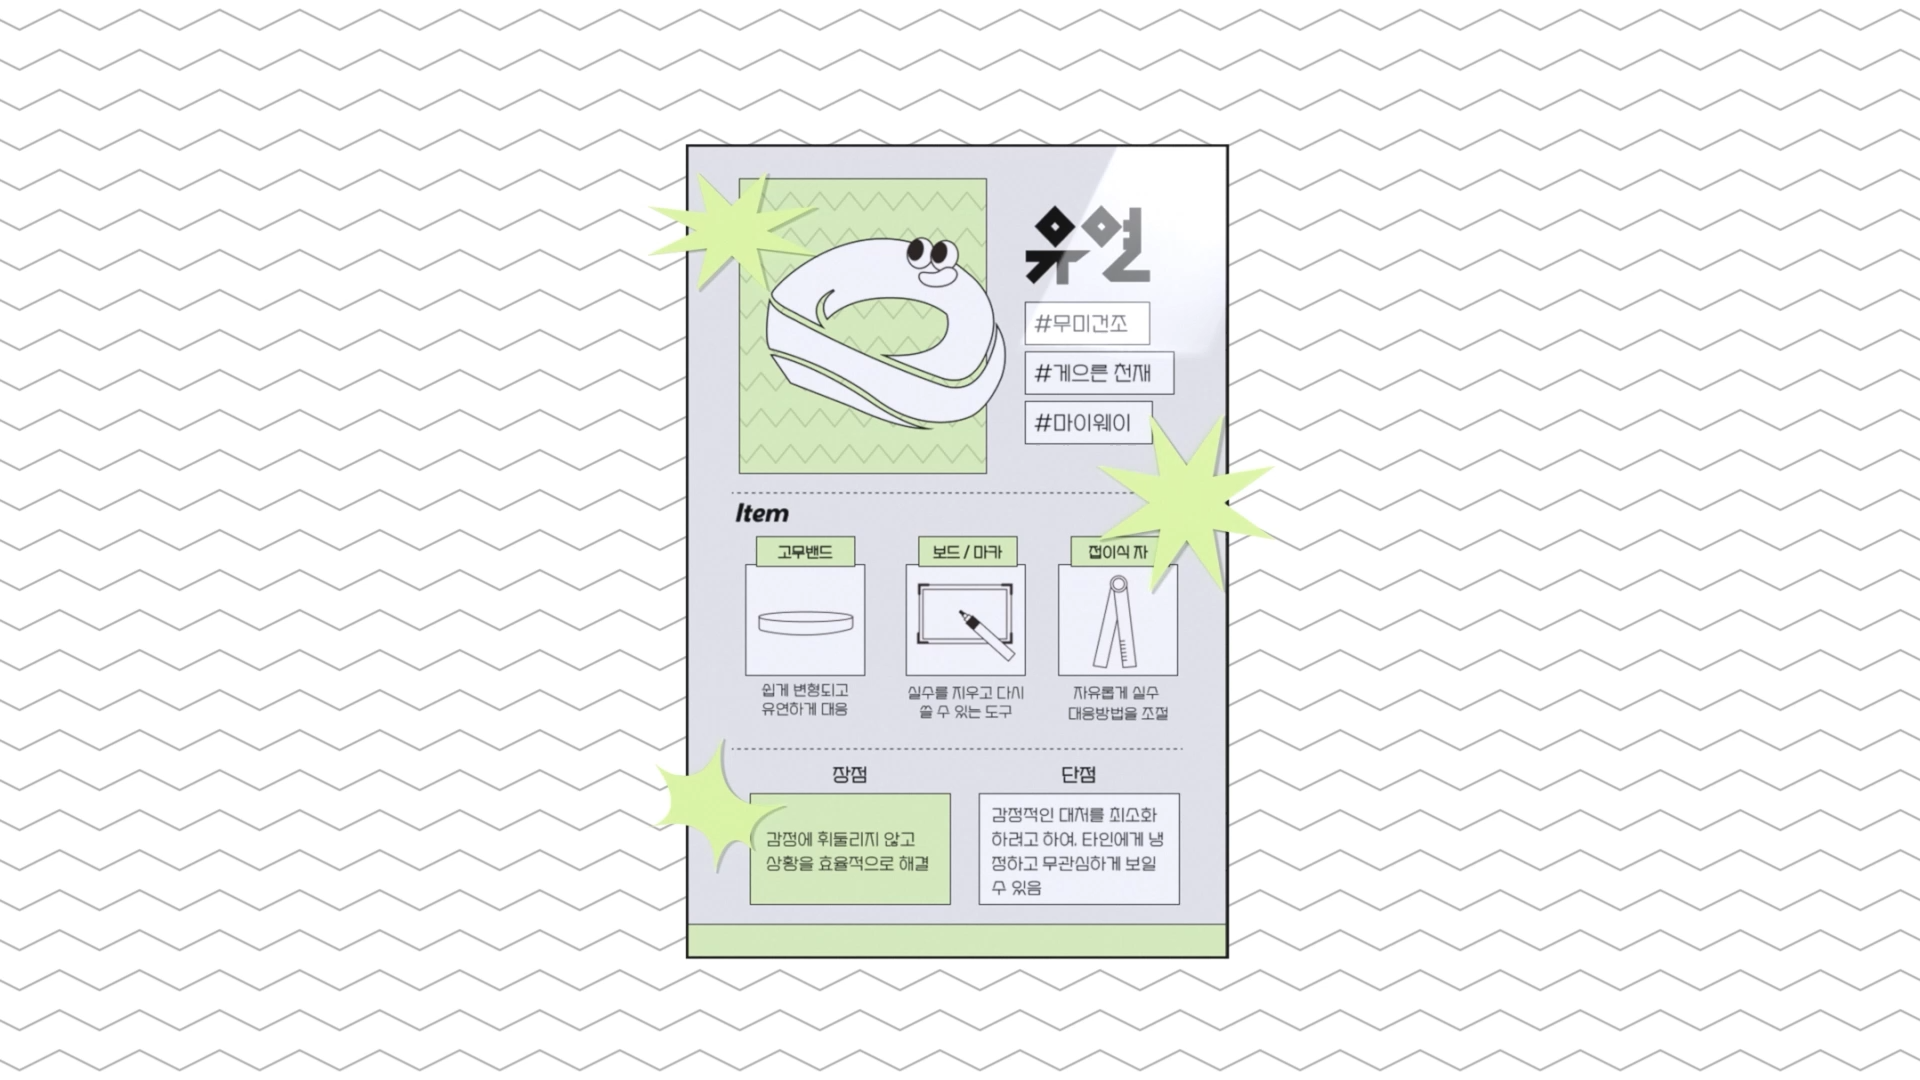 유연
#무미건조
#게으른 천재
#마이웨이
Item
고무밴드
보드 / 마카
접이식 자
쉽게 변형되고
유연하게 대응
실수를 지우고 다시
쓸 수 있는 도구
자유롭게 실수
대응방법을 조절
장점
단점
감정에 휘둘리지 않고
상황을 효율적으로 해결
감정적인 대처를 최소화
하려고 하여, 타인에게 냉
정하고 무관심하게 보일
수 있음